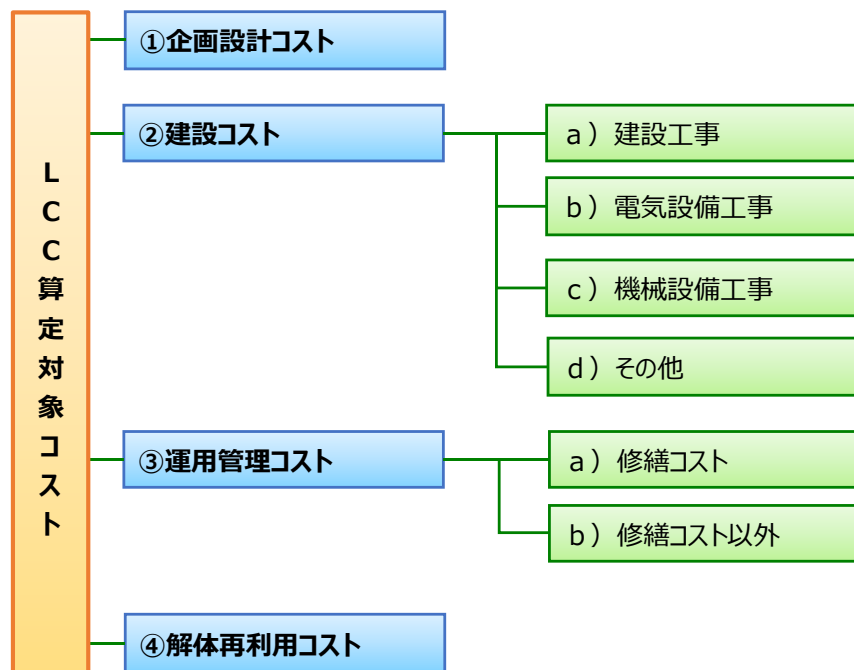 LCC算定対象コスト
①企画設計コスト
②建設コスト
a）建設工事
b）電気設備工事
c）機械設備工事
d）その他
③運用管理コスト
a）修繕コスト
b）修繕コスト以外
④解体再利用コスト